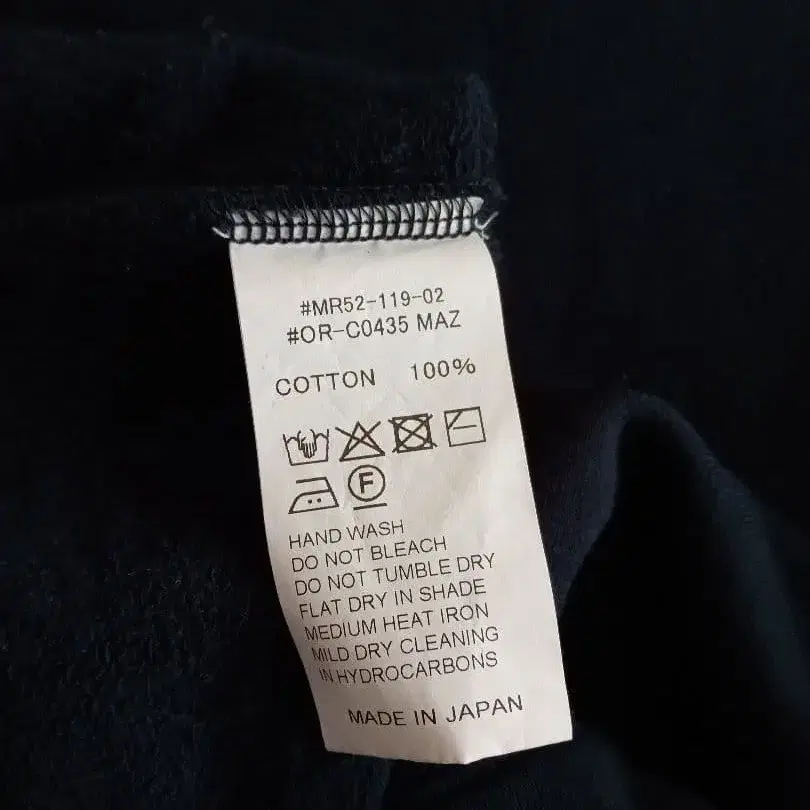 #MR52-119-02
#OR-C0435 MAZ
COTTON 100%
F
HAND WASH
DO NOT BLEACH
DO NOT TUMBLE DRY
FLAT DRY IN SHADE
MEDIUM HEAT IRON
MILD DRY CLEANING
IN HYDROCARBONS
MADE IN JAPAN